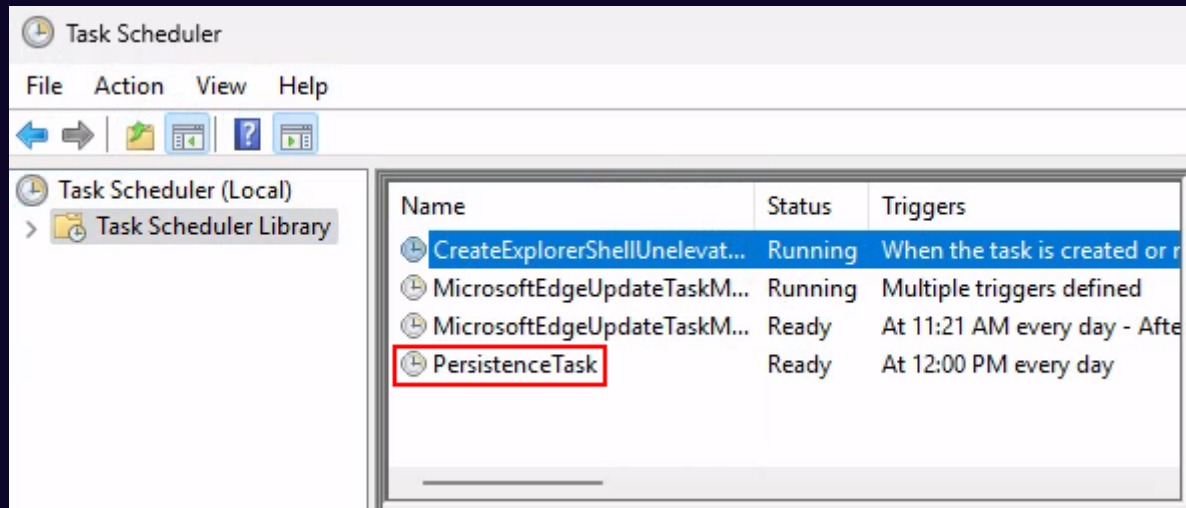 Task Scheduler
File Action View Help
Task Scheduler (Local)
Task Scheduler Library
Name Status Triggers
CreateExplorerShellUnelevat... Running When the task is created or r
MicrosoftEdgeUpdateTaskM... Running Multiple triggers defined
MicrosoftEdgeUpdateTaskM... Ready At 11:21 AM every day - Afte
PersistenceTask Ready At 12:00 PM every day